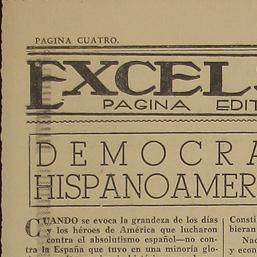 PAGINA CUATRO.
EXCEL
PAGINA EDIT
DEMOCRA
HISPANOAMER
CUANDO se evoca la grandeza de los días
y los héroes de América que lucharon
contra el absolutismo español—no con-
tra la España que tuvo en una minoría glo-
Consti
bieran
Nac
y econ